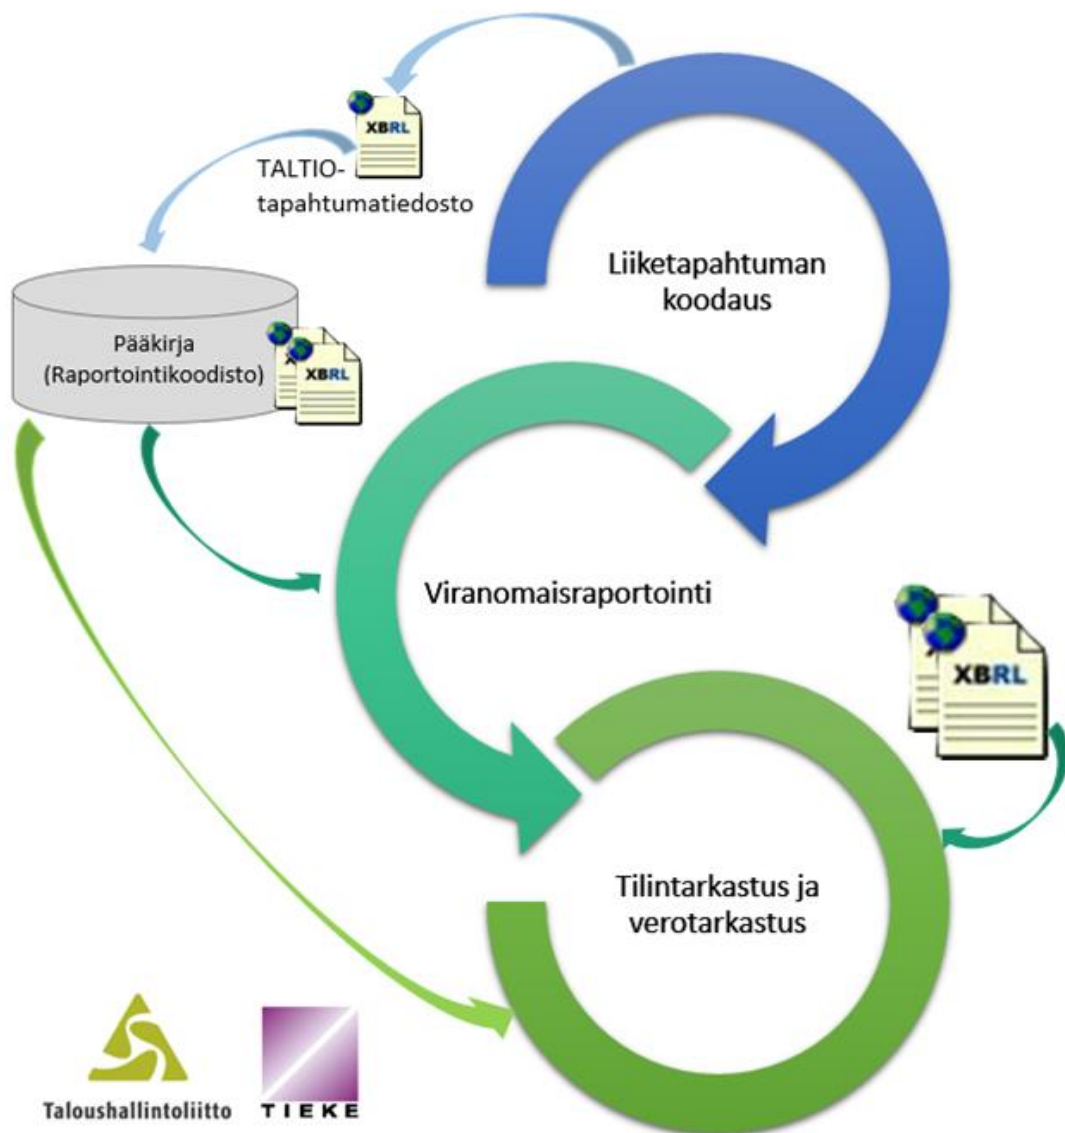 XBRL
TALTIO-
tapahtumatiedosto
Liiketapahtuman
koodaus
Pääkirja
(Raportointikoodisto)
XBRL
Viranomaisraportointi
XBRL
Tilintarkastus ja
verotarkastus
Taloushallintoliitto
TIEKE